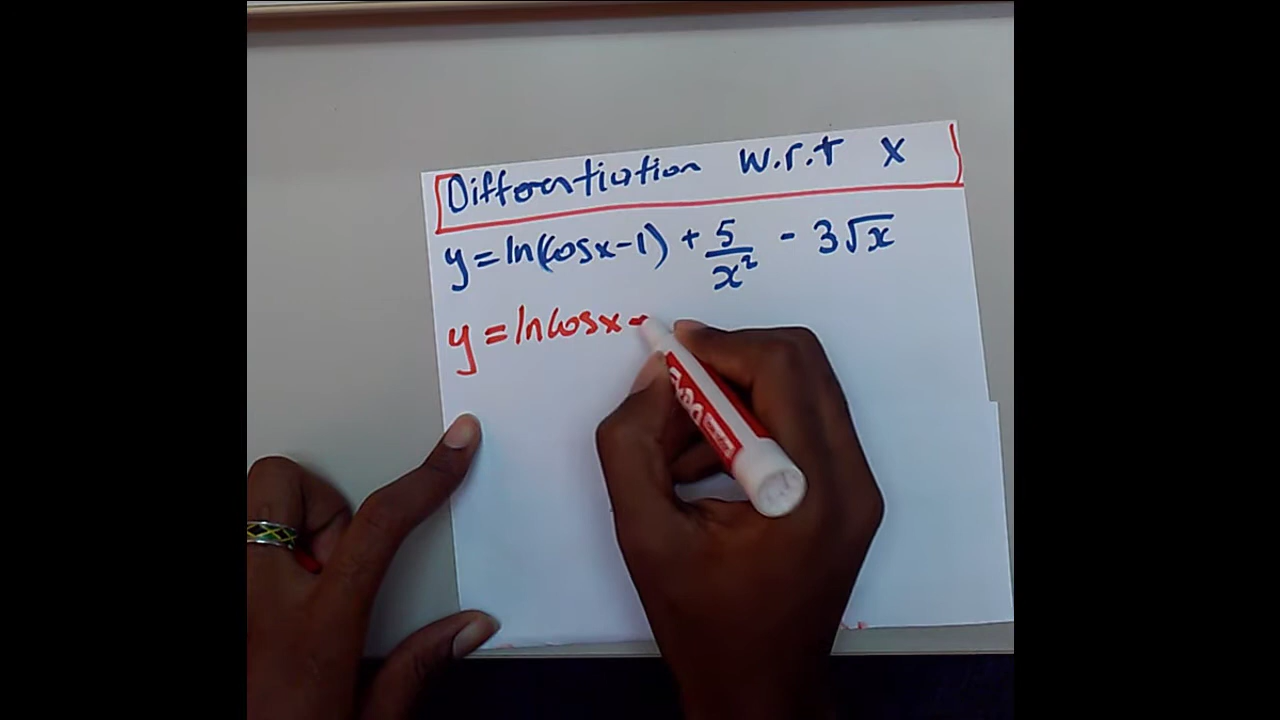 Differentiation w.r.t x
y = ln(cosx-1) + 5/x² - 3√x
y = lncosx -